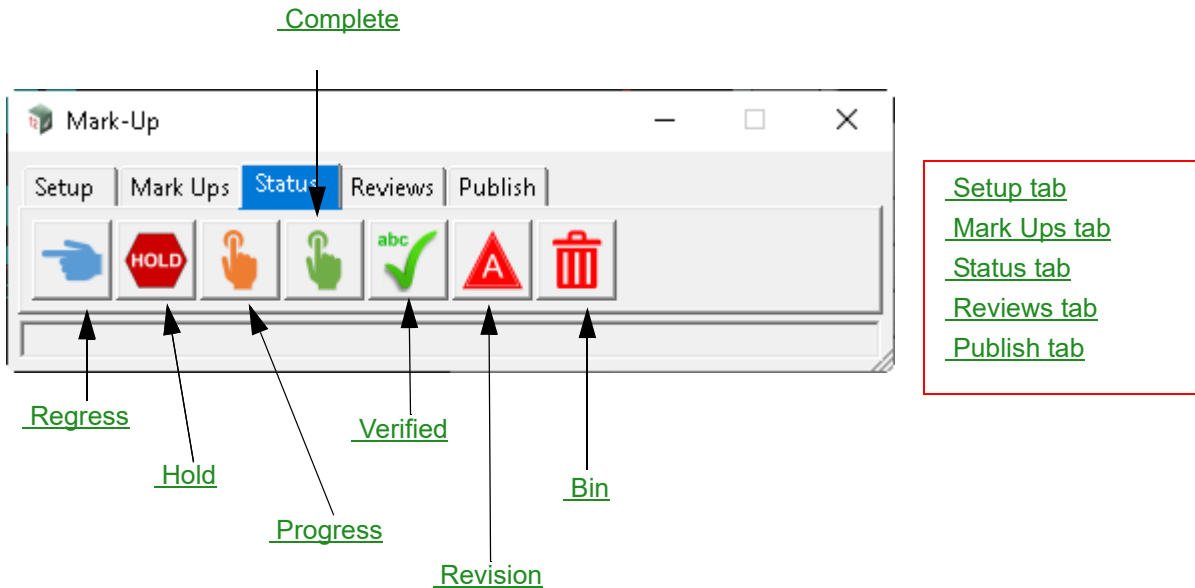 Complete
Mark-Up
Setup Mark Ups Status Reviews Publish
HOLD abc A
Regress
Hold
Progress
Verified
Revision
Bin
Setup tab
Mark Ups tab
Status tab
Reviews tab
Publish tab